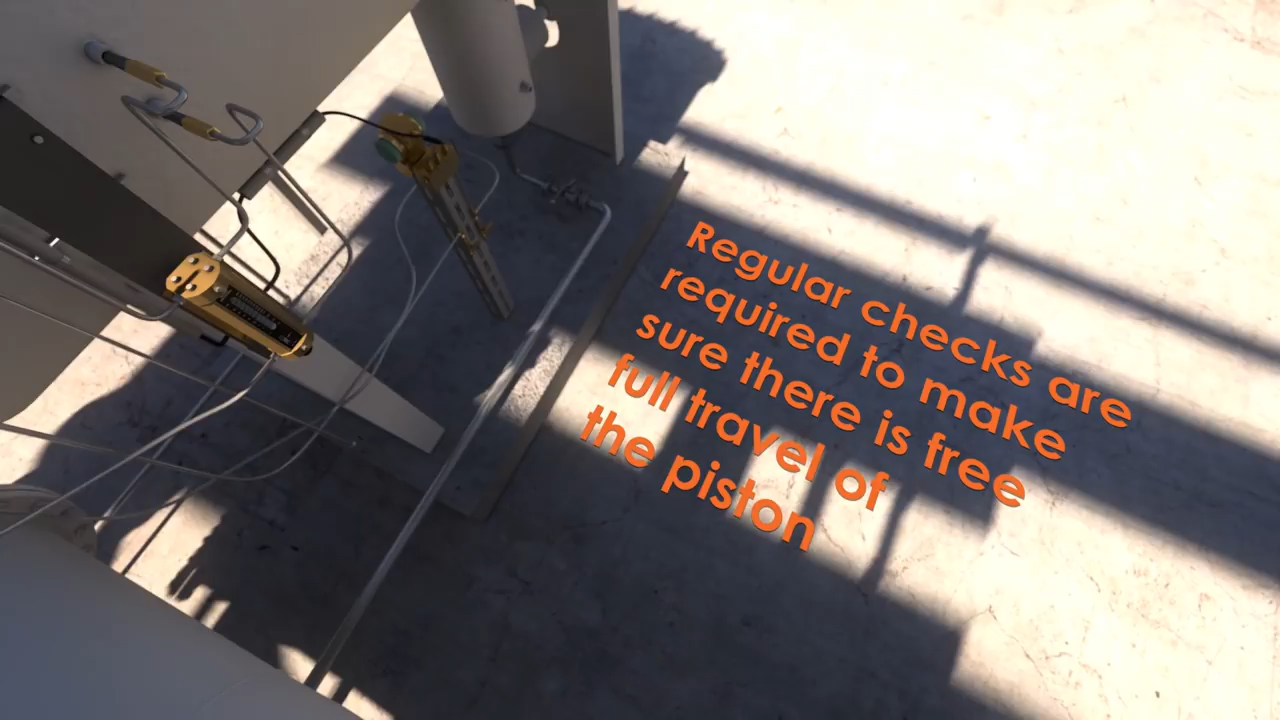 Regular checks are
required to make
sure there is free
full travel of
the piston